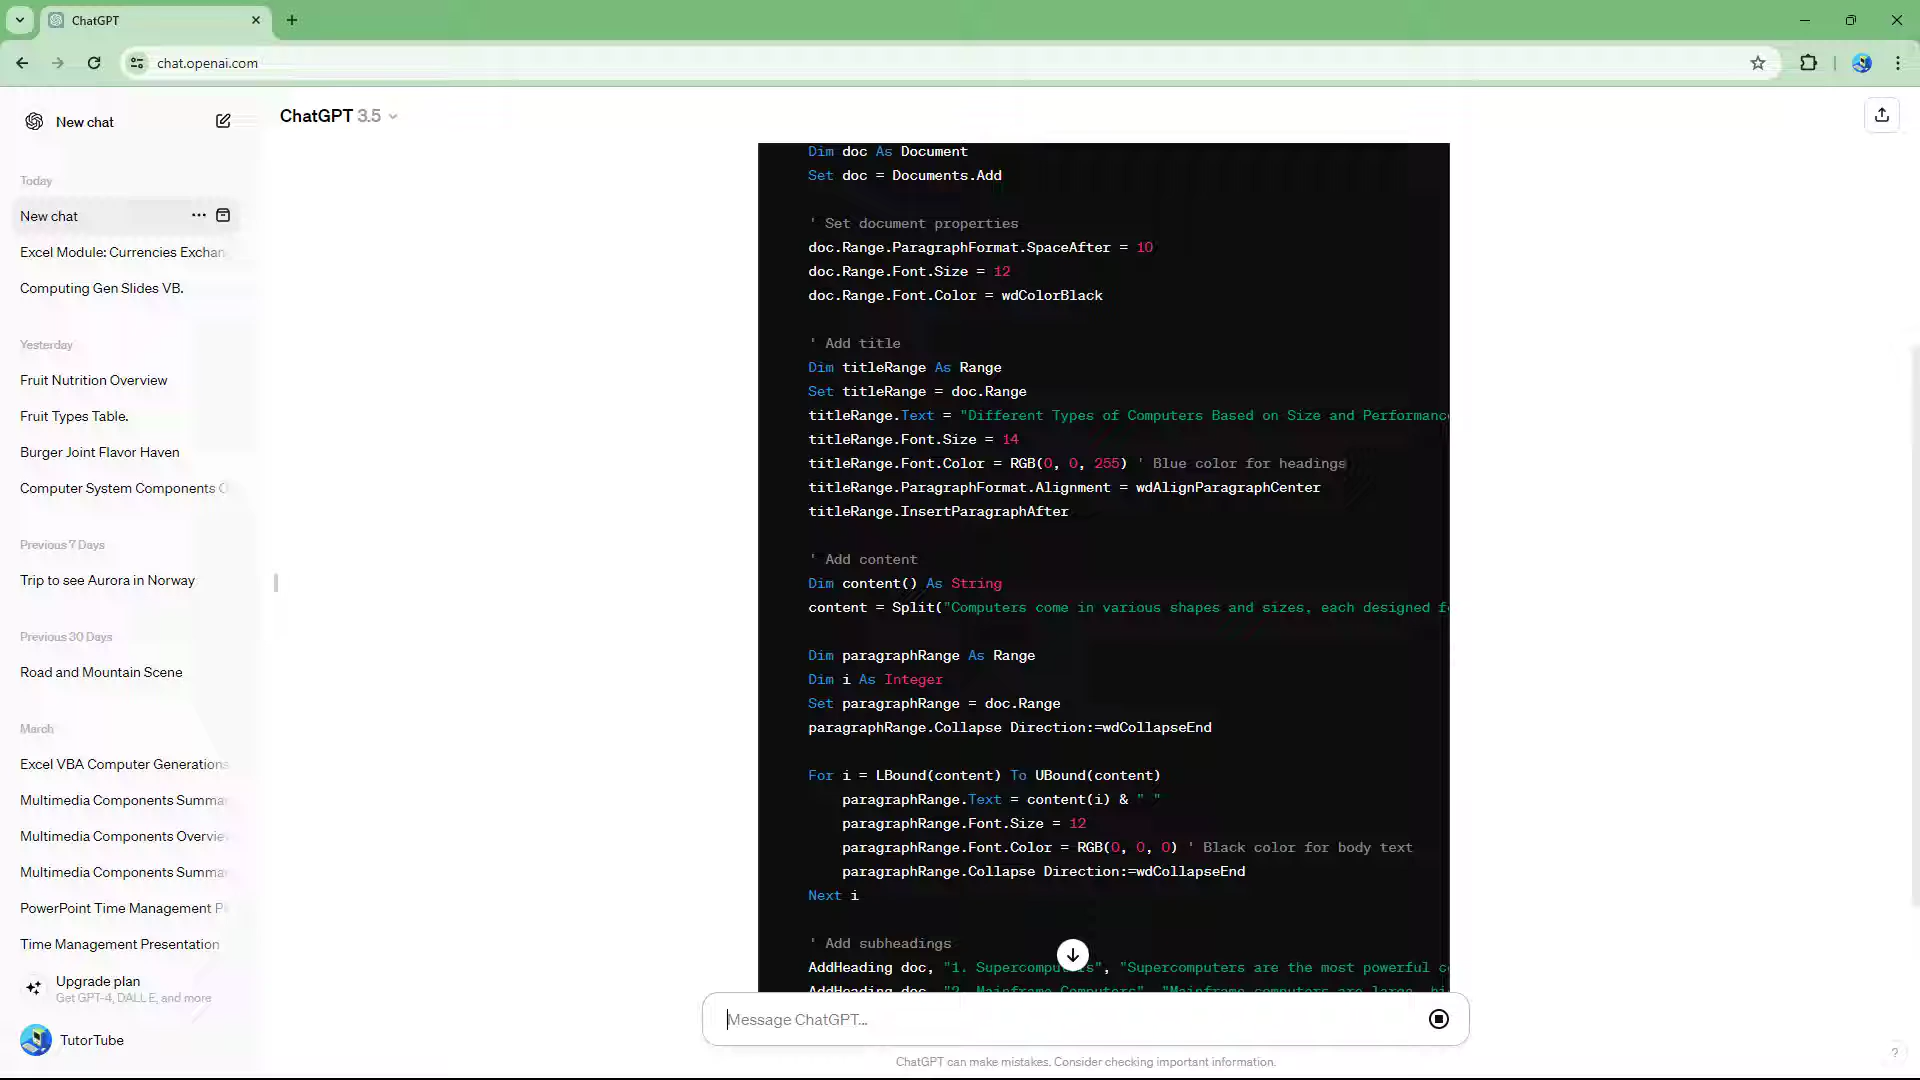 ChatGPT
chat.openai.com
New chat
Today
New chat
Excel Module: Currencies Exchan
Computing Gen Slides VB.
Yesterday
Fruit Nutrition Overview
Fruit Types Table.
Burger Joint Flavor Haven
Computer System Components O
Previous 7 Days
Trip to see Aurora in Norway
Previous 30 Days
Road and Mountain Scene
March
Excel VBA Computer Generations
Multimedia Components Summar
Multimedia Components Overview
Multimedia Components Summar
PowerPoint Time Management Pl
Time Management Presentation
Upgrade plan
Get GPT-4, DALL·E, and more
TutorTube
ChatGPT 3.5
Dim doc As Document
Set doc = Documents.Add
' Set document properties
doc.Range.ParagraphFormat.SpaceAfter = 10
doc.Range.Font.Size = 12
doc.Range.Font.Color = wdColorBlack
' Add title
Dim titleRange As Range
Set titleRange = doc.Range
titleRange.Text = "Different Types of Computers Based on Size and Performance
titleRange.Font.Size = 14
titleRange.Font.Color = RGB(0, 0, 255) ' Blue color for headings
titleRange.ParagraphFormat.Alignment = wdAlignParagraphCenter
titleRange.InsertParagraphAfter
' Add content
Dim content() As String
content = Split("Computers come in various shapes and sizes, each designed f
Dim paragraphRange As Range
Dim i As Integer
Set paragraphRange = doc.Range
paragraphRange.Collapse Direction:=wdCollapseEnd
For i = LBound(content) To UBound(content)
paragraphRange.Text = content(i) & " "
paragraphRange.Font.Size = 12
paragraphRange.Font.Color = RGB(0, 0, 0) ' Black color for body text
paragraphRange.Collapse Direction:=wdCollapseEnd
Next i
' Add subheadings
AddHeading doc, "1. Supercomputers", "Supercomputers are the most powerful c
AddHeading doc, "2. Mainframe Computers", "Mainframe computers are large, hi
Message ChatGPT...
ChatGPT can make mistakes. Consider checking important information.
?